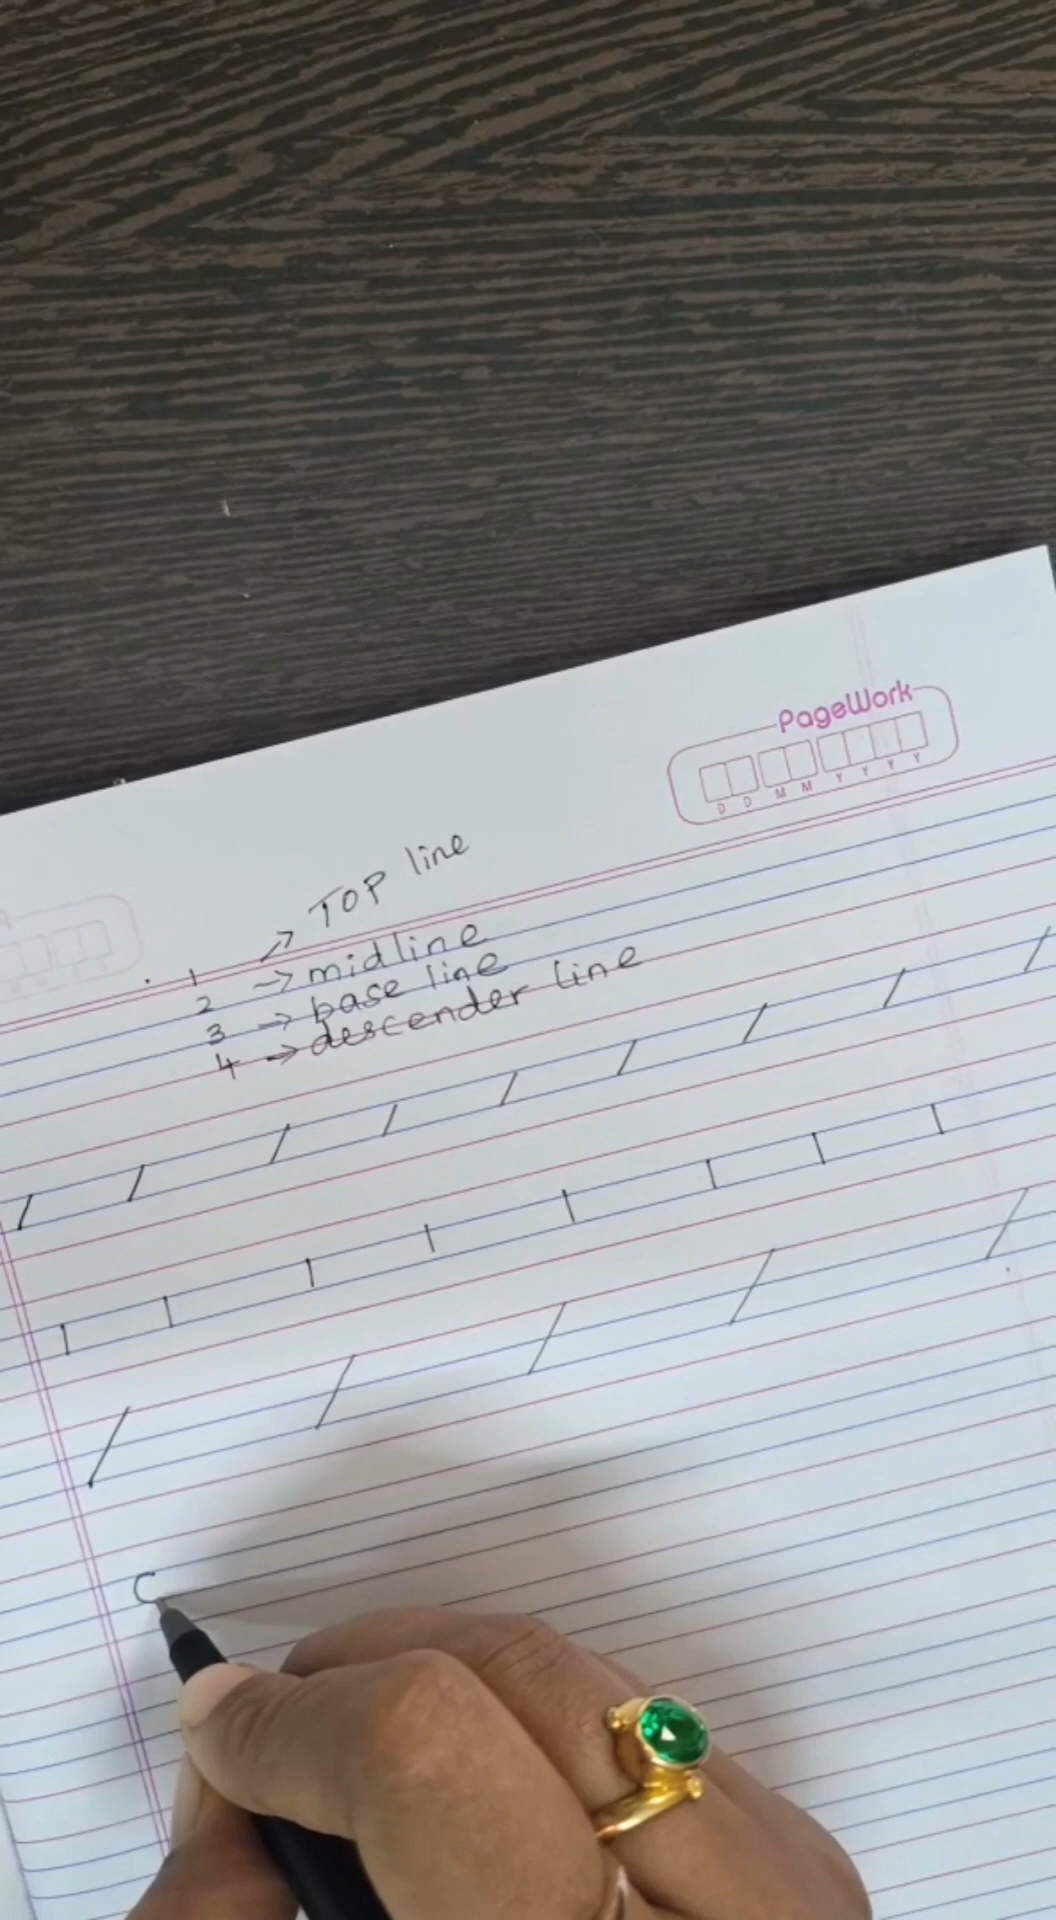 PageWork
D D M M Y Y Y Y
1 → TOP line
2 → midline
3 → base line
4 → descender line
C